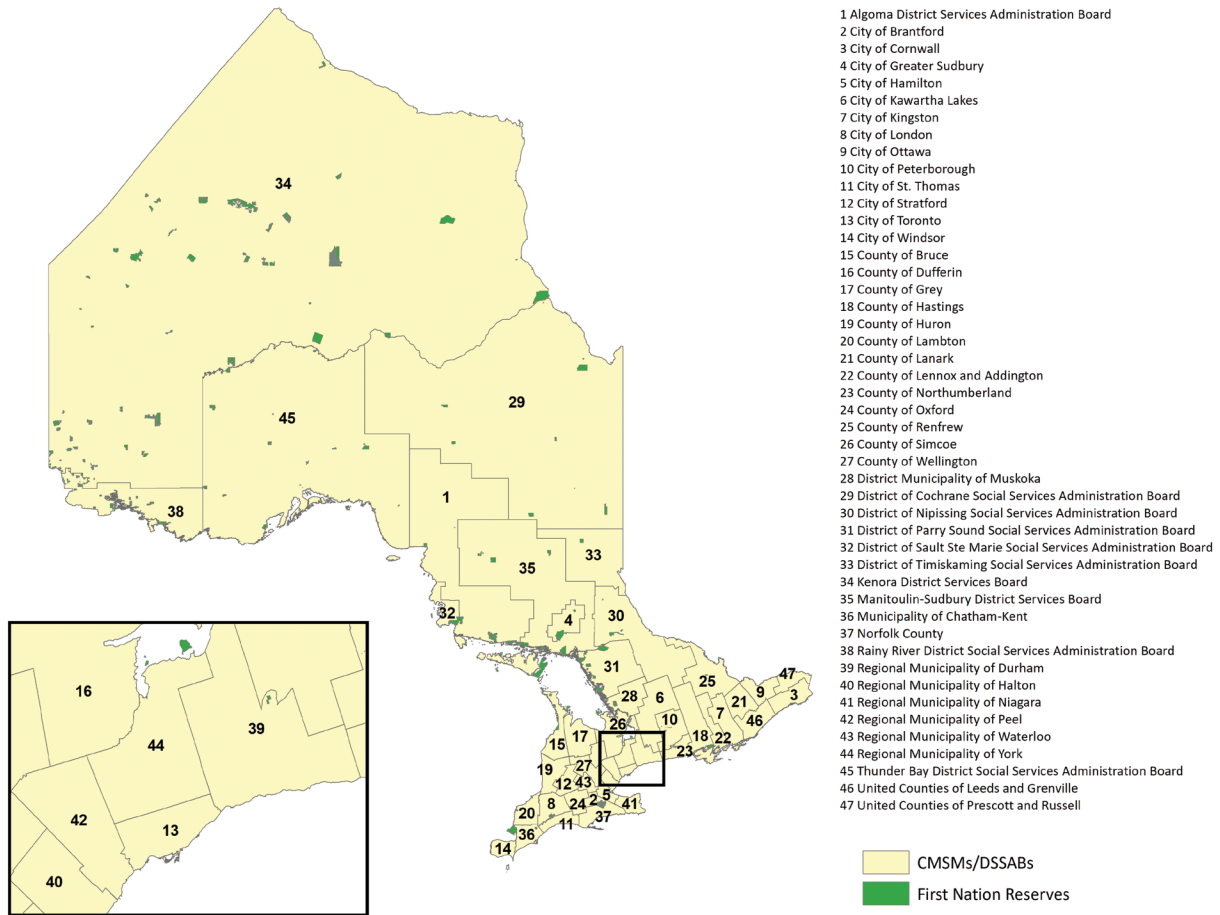 1 Algoma District Services Administration Board
2 City of Brantford
3 City of Cornwall
4 City of Greater Sudbury
5 City of Hamilton
6 City of Kawartha Lakes
7 City of Kingston
8 City of London
9 City of Ottawa
10 City of Peterborough
11 City of St. Thomas
12 City of Stratford
13 City of Toronto
14 City of Windsor
15 County of Bruce
16 County of Dufferin
17 County of Grey
18 County of Hastings
19 County of Huron
20 County of Lambton
21 County of Lanark
22 County of Lennox and Addington
23 County of Northumberland
24 County of Oxford
25 County of Renfrew
26 County of Simcoe
27 County of Wellington
28 District Municipality of Muskoka
29 District of Cochrane Social Services Administration Board
30 District of Nipissing Social Services Administration Board
31 District of Parry Sound Social Services Administration Board
32 District of Sault Ste Marie Social Services Administration Board
33 District of Timiskaming Social Services Administration Board
34 Kenora District Services Board
35 Manitoulin-Sudbury District Services Board
36 Municipality of Chatham-Kent
37 Norfolk County
38 Rainy River District Social Services Administration Board
39 Regional Municipality of Durham
40 Regional Municipality of Halton
41 Regional Municipality of Niagara
42 Regional Municipality of Peel
43 Regional Municipality of Waterloo
44 Regional Municipality of York
45 Thunder Bay District Social Services Administration Board
46 United Counties of Leeds and Grenville
47 United Counties of Prescott and Russell
CMSMs/DSSABs
First Nation Reserves
34
29
45
1
38
33
35
32
4
30
31
47
25
28
6
9
3
21
7
10
46
26
17
18
22
15
23
27
19
12
43
5
2
8
24
41
20
37
11
36
14
16
39
44
42
13
40